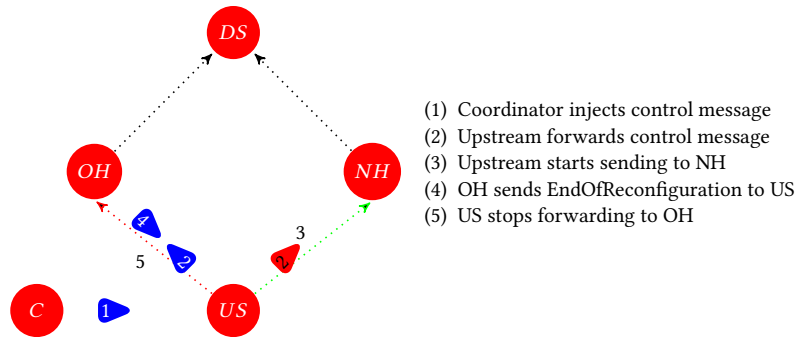 DS
(1) Coordinator injects control message
(2) Upstream forwards control message
(3) Upstream starts sending to NH
(4) OH sends EndOfReconfiguration to US
(5) US stops forwarding to OH
OH
NH
4
3
5
2
2
C
1
US